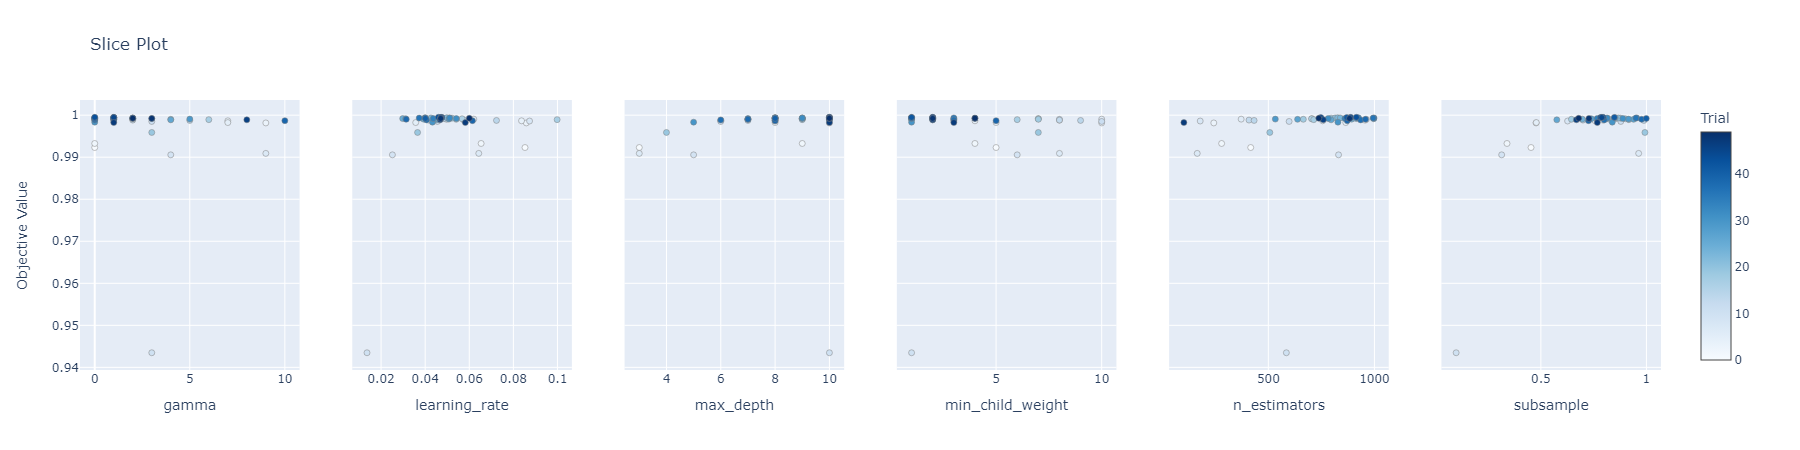 Slice Plot
Objective Value
1
0.99
0.98
0.97
0.96
0.95
0.94
0 5 10
gamma
0.02 0.04 0.06 0.08 0.1
learning_rate
4 6 8 10
max_depth
5 10
min_child_weight
500 1000
n_estimators
0.5 1
subsample
Trial
40
30
20
10
0